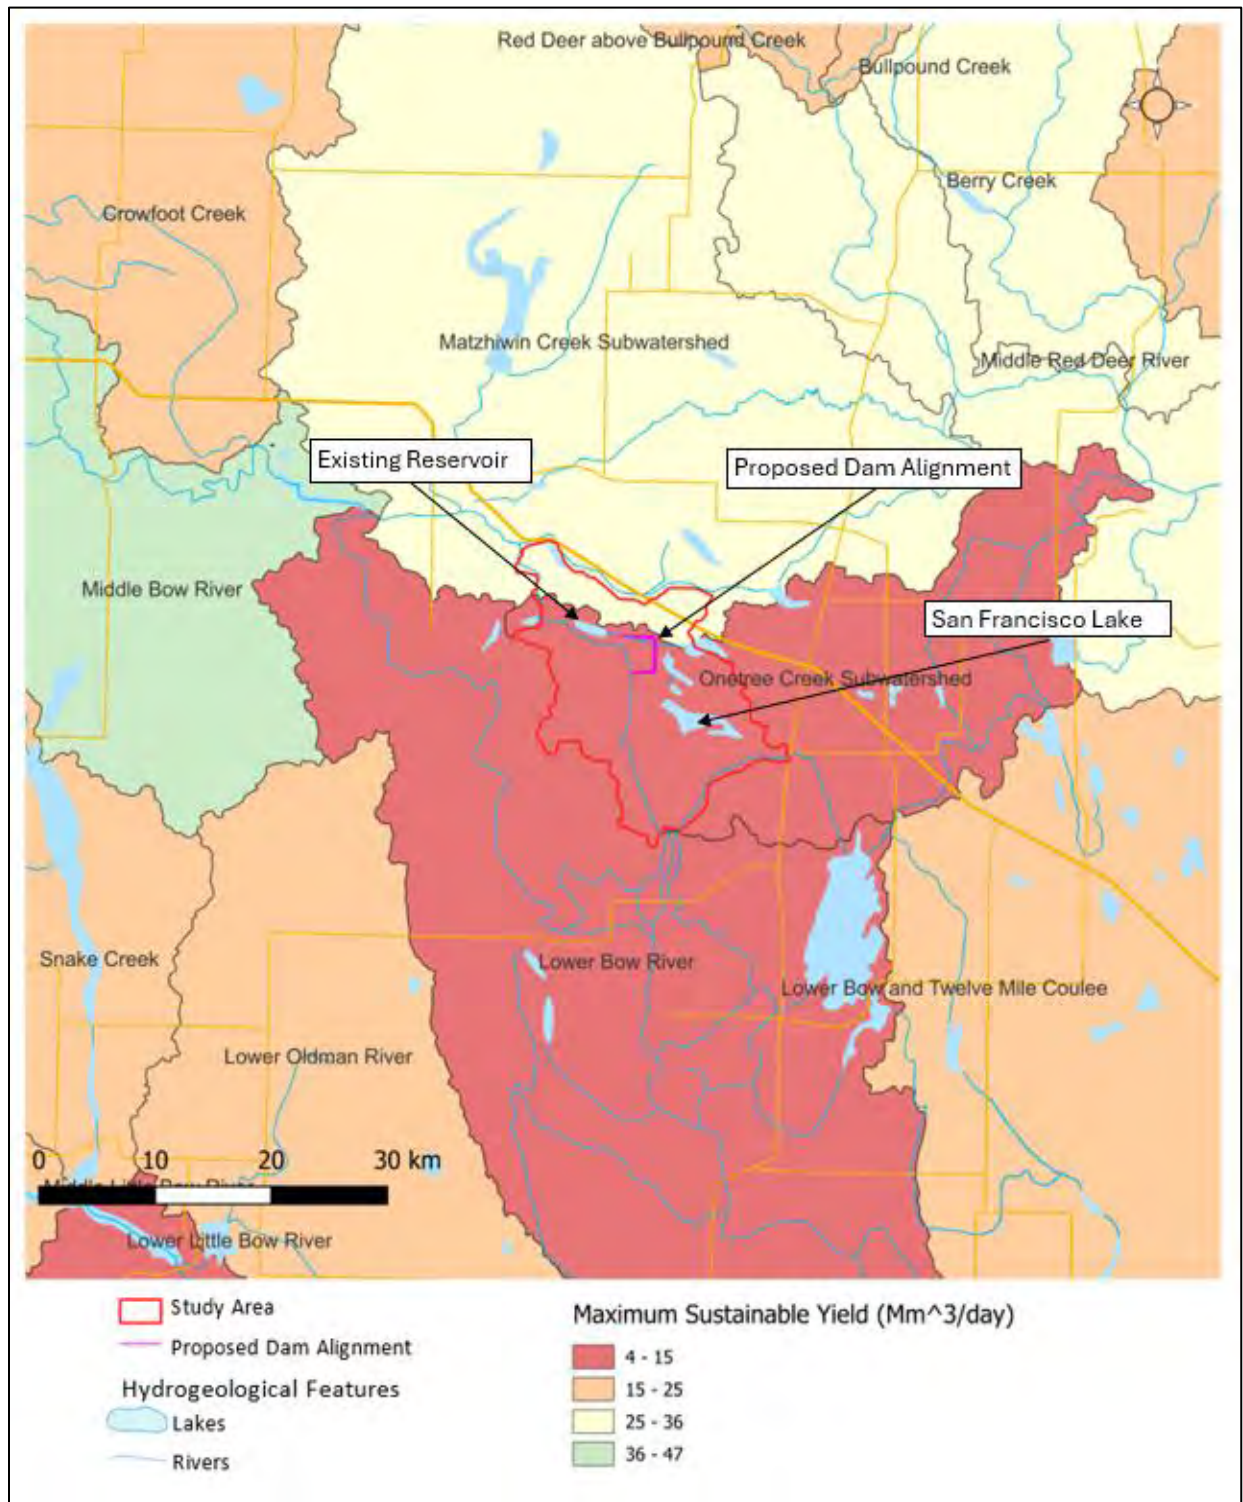 Red Deer above Bullpound Creek
Bullpound Creek
Berry Creek
Crowfoot Creek
Matzhiwin Creek Subwatershed
Middle Red Deer River
Existing Reservoir
Proposed Dam Alignment
Middle Bow River
San Francisco Lake
Onetree Creek Subwatershed
Snake Creek
Lower Bow River
Lower Bow and Twelve Mile Coulee
Lower Oldman River
0 10 20 30 km
Middle Little Bow River
Lower Little Bow River
Study Area
Proposed Dam Alignment
Hydrogeological Features
Lakes
Rivers
Maximum Sustainable Yield (Mm^3/day)
4 - 15
15 - 25
25 - 36
36 - 47